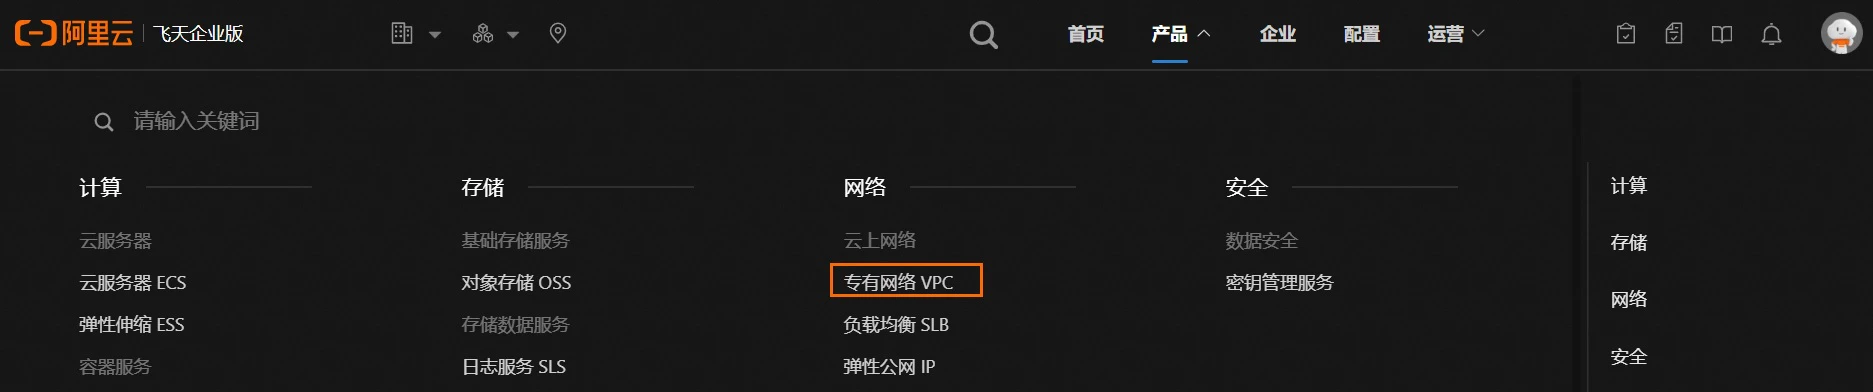 阿里云 飞天企业版 首页 产品 企业 配置 运营
请输入关键词
计算 存储 网络 安全
云服务器 基础存储服务 云上网络 数据安全
云服务器 ECS 对象存储 OSS 专有网络 VPC 密钥管理服务
弹性伸缩 ESS 存储数据服务 负载均衡 SLB
容器服务 日志服务 SLS 弹性公网 IP
计算
存储
网络
安全